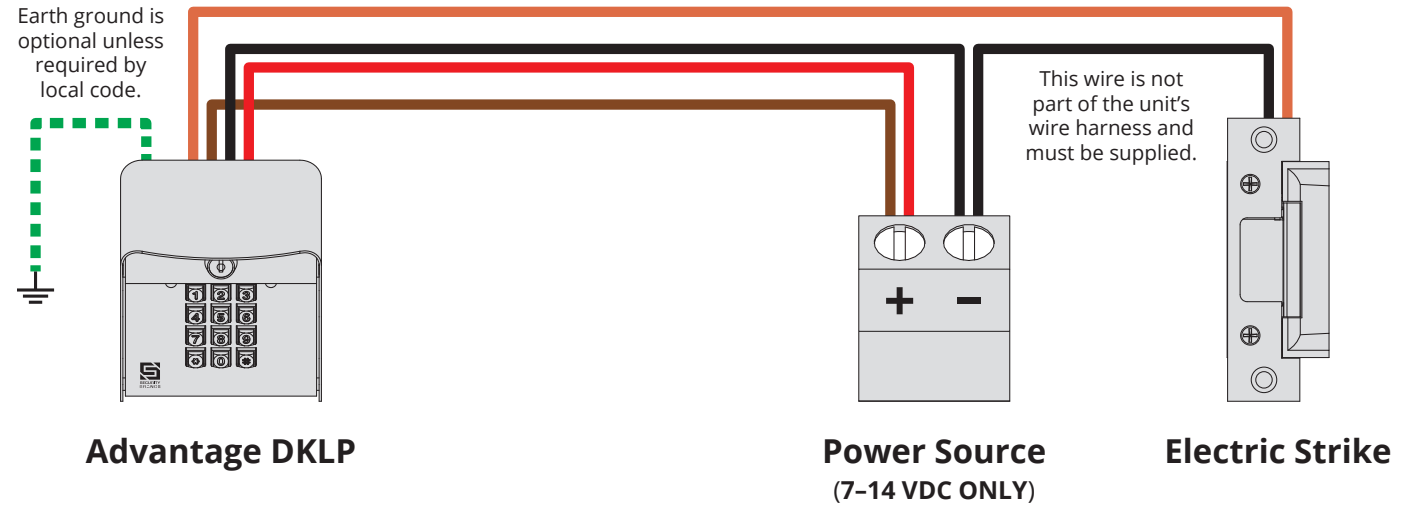 Earth ground is
optional unless
required by
local code.
This wire is not
part of the unit’s
wire harness and
must be supplied.
1 2 3
4 5 6
7 8 9
0 #
+ −
SECURITY
BRANDS
Advantage DKLP
Power Source
(7–14 VDC ONLY)
Electric Strike